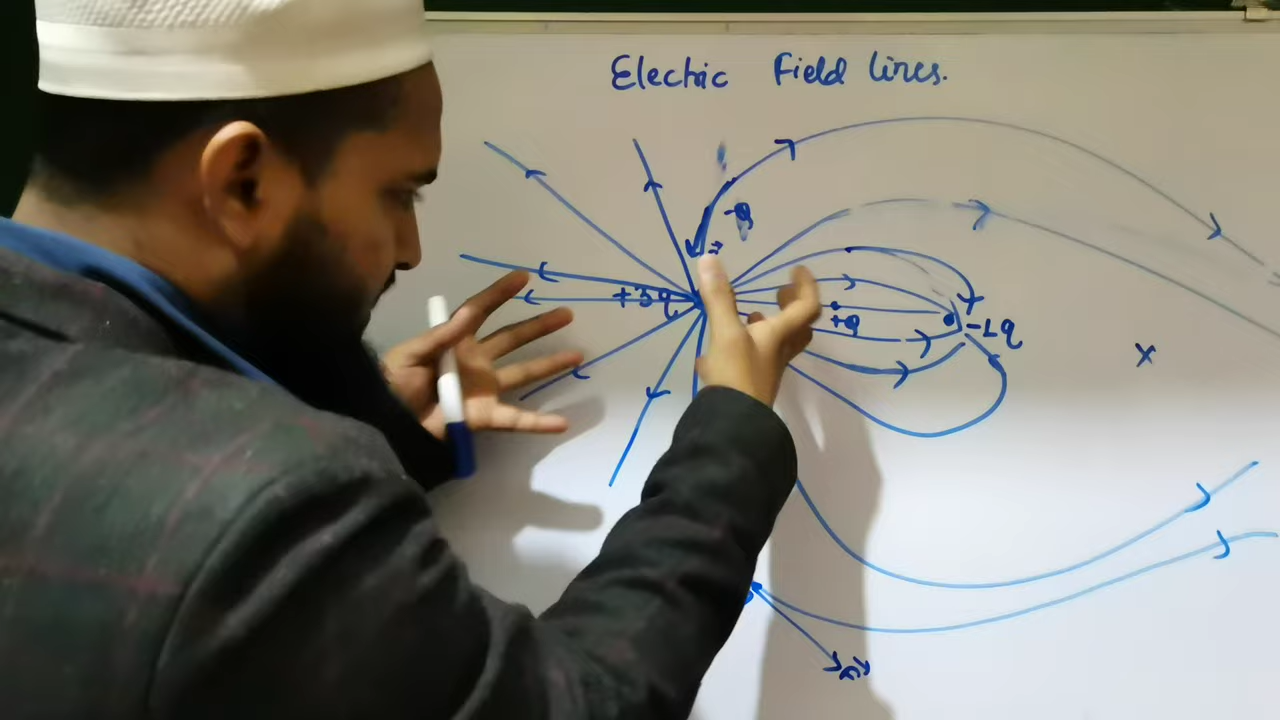 Electric Field lines.
-Q
+3q
+Q
-1q
x